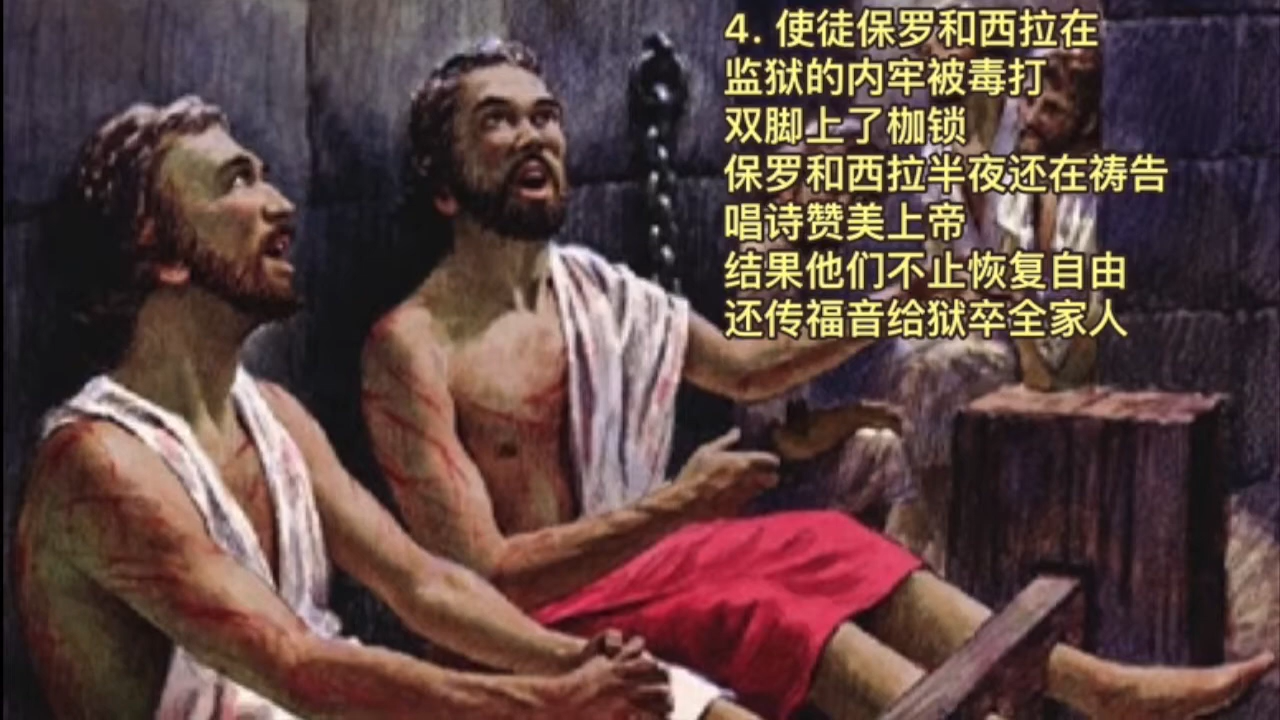 4. 使徒保罗和西拉在
监狱的内牢被毒打
双脚上了枷锁
保罗和西拉半夜还在祷告
唱诗赞美上帝
结果他们不止恢复自由
还传福音给狱卒全家人